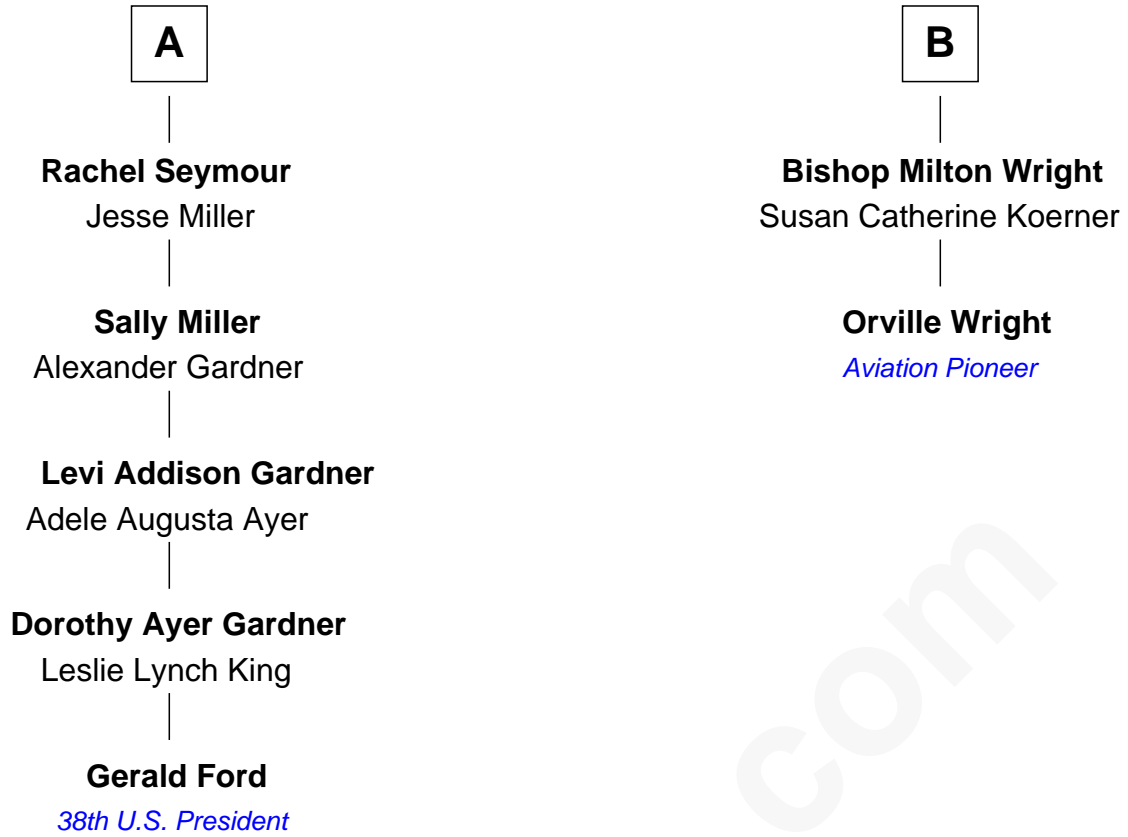 A
Rachel Seymour
Jesse Miller
Sally Miller
Alexander Gardner
Levi Addison Gardner
Adele Augusta Ayer
Dorothy Ayer Gardner
Leslie Lynch King
Gerald Ford
38th U.S. President
B
Bishop Milton Wright
Susan Catherine Koerner
Orville Wright
Aviation Pioneer
com